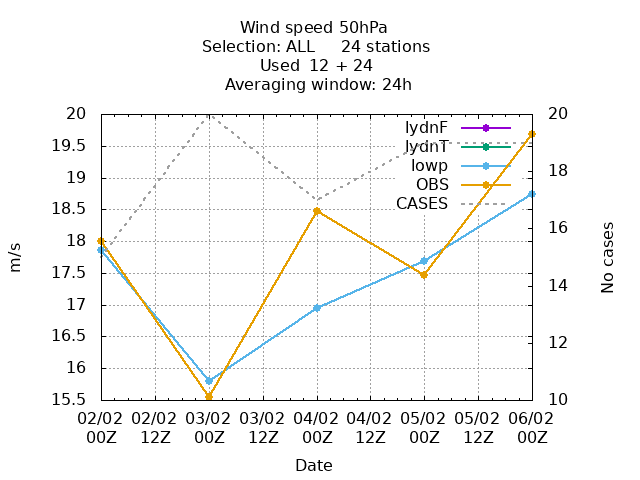 Wind speed 50hPa
Selection: ALL     24 stations
Used  12 + 24
Averaging window: 24h
20
19.5
19
18.5
18
17.5
17
16.5
16
15.5
m/s
20
18
16
14
12
10
No cases
lydnF
lydnT
lowp
OBS
CASES
02/02 02/02 03/02 03/02 04/02 04/02 05/02 05/02 06/02
00Z 12Z 00Z 12Z 00Z 12Z 00Z 12Z 00Z
Date